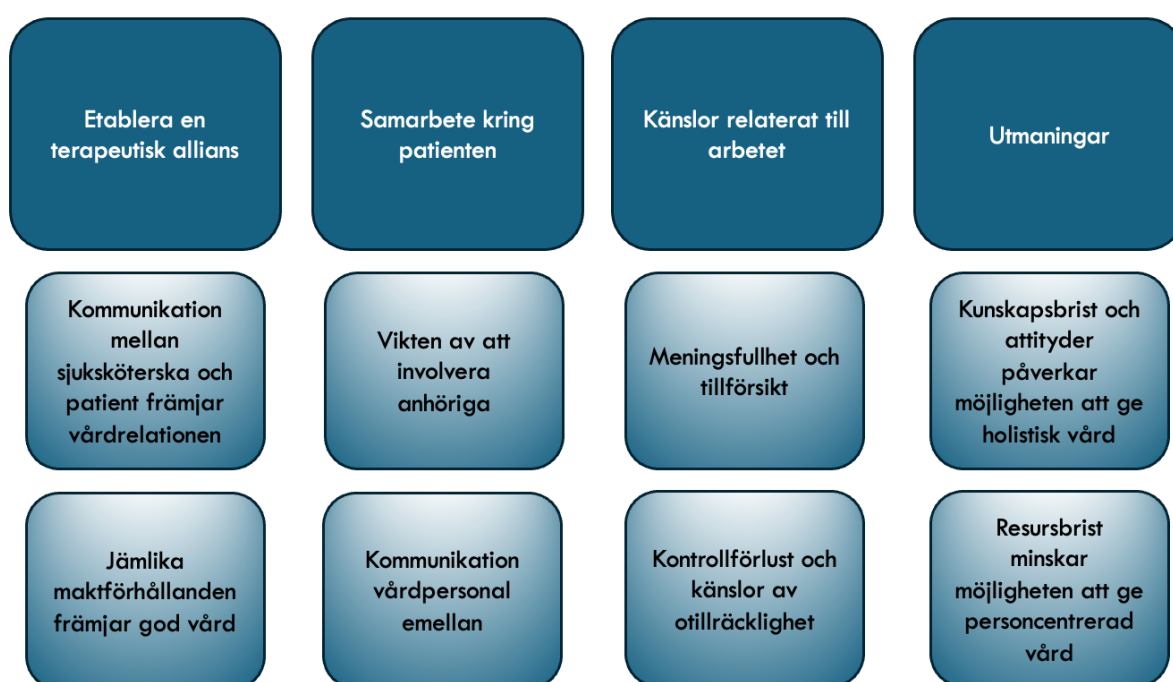 Etablera en
terapeutisk allians
Samarbete kring
patienten
Känslor relaterat till
arbetet
Utmaningar
Kommunikation
mellan
sjuksköterska och
patient främjar
vårdrelationen
Vikten av att
involvera
anhöriga
Meningsfullhet och
tillförsikt
Kunskapsbrist och
attityder
påverkar
möjligheten att ge
holistisk vård
Jämlika
maktförhållanden
främjar god vård
Kommunikation
vårdpersonal
emellan
Kontrollförlust och
känslor av
otillräcklighet
Resursbrist
minskar
möjligheten att ge
personcentrerad
vård